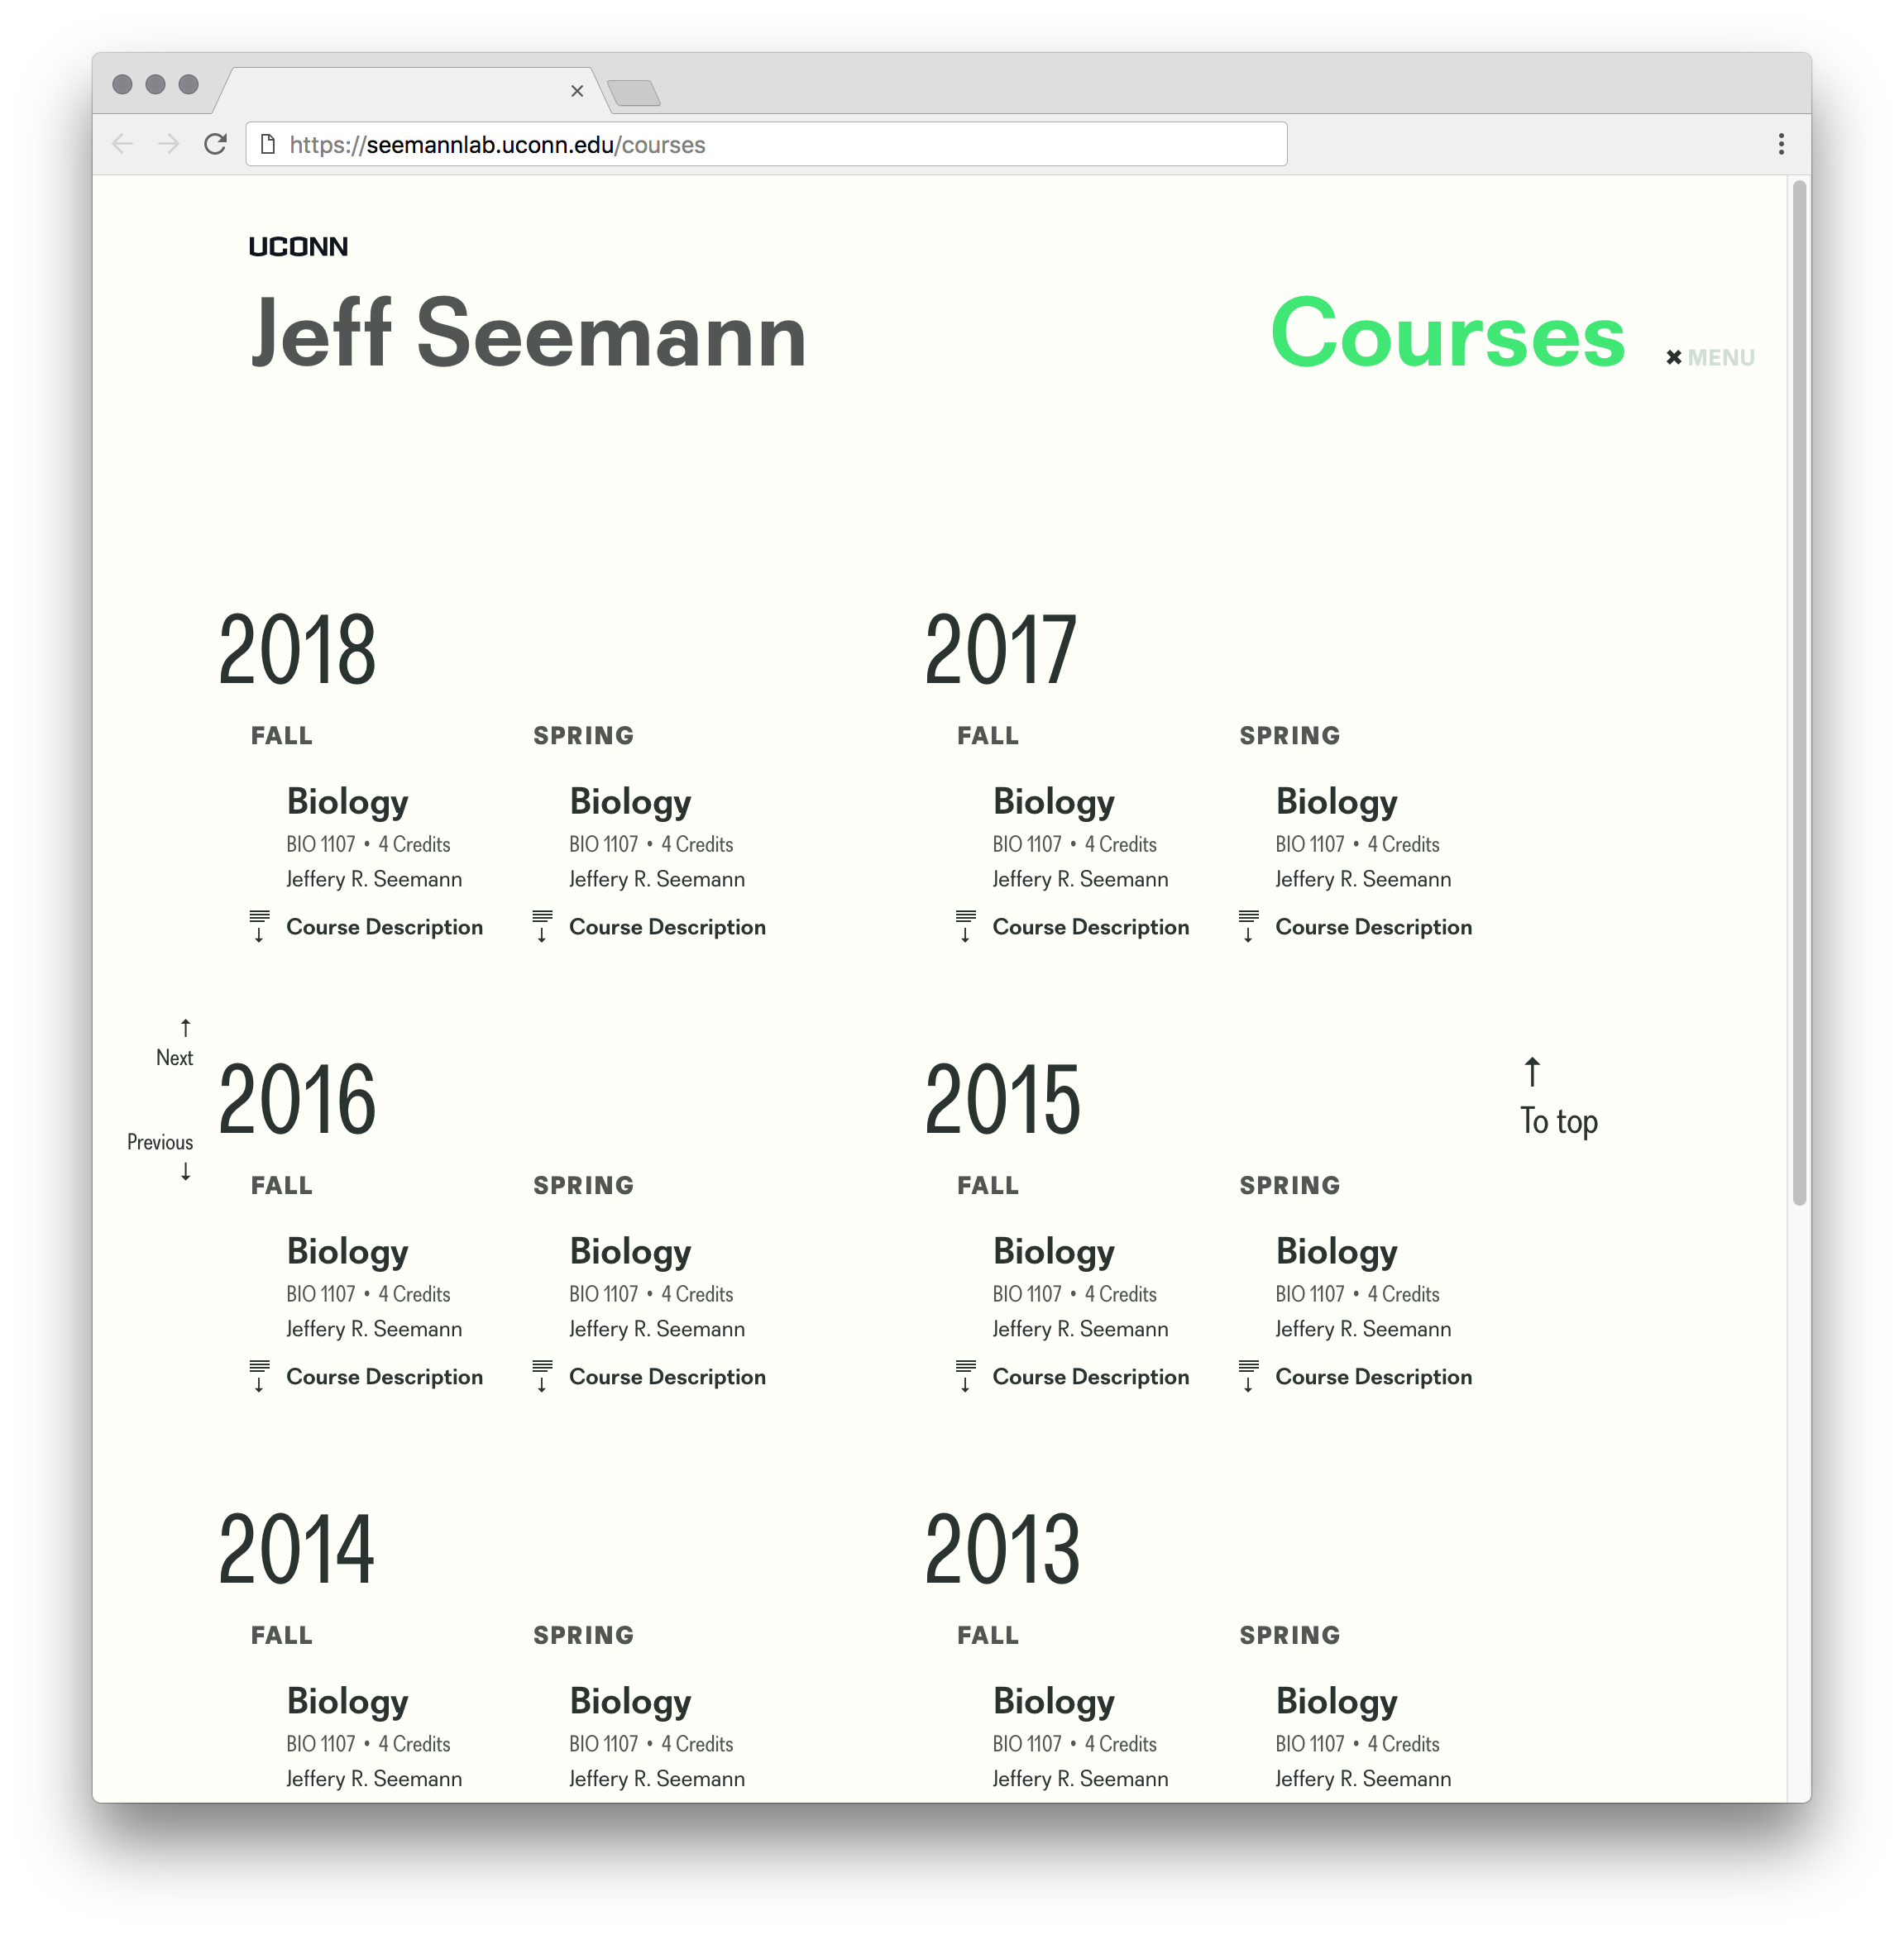 https://seemannlab.uconn.edu/courses
UCONN
Jeff Seemann
Courses
✖ MENU
2018
FALL
Biology
BIO 1107 • 4 Credits
Jeffery R. Seemann
Course Description
SPRING
Biology
BIO 1107 • 4 Credits
Jeffery R. Seemann
Course Description
2017
FALL
Biology
BIO 1107 • 4 Credits
Jeffery R. Seemann
Course Description
SPRING
Biology
BIO 1107 • 4 Credits
Jeffery R. Seemann
Course Description
↑
Next
Previous
↓
2016
FALL
Biology
BIO 1107 • 4 Credits
Jeffery R. Seemann
Course Description
SPRING
Biology
BIO 1107 • 4 Credits
Jeffery R. Seemann
Course Description
2015
FALL
Biology
BIO 1107 • 4 Credits
Jeffery R. Seemann
Course Description
SPRING
Biology
BIO 1107 • 4 Credits
Jeffery R. Seemann
Course Description
↑
To top
2014
FALL
Biology
BIO 1107 • 4 Credits
Jeffery R. Seemann
SPRING
Biology
BIO 1107 • 4 Credits
Jeffery R. Seemann
2013
FALL
Biology
BIO 1107 • 4 Credits
Jeffery R. Seemann
SPRING
Biology
BIO 1107 • 4 Credits
Jeffery R. Seemann